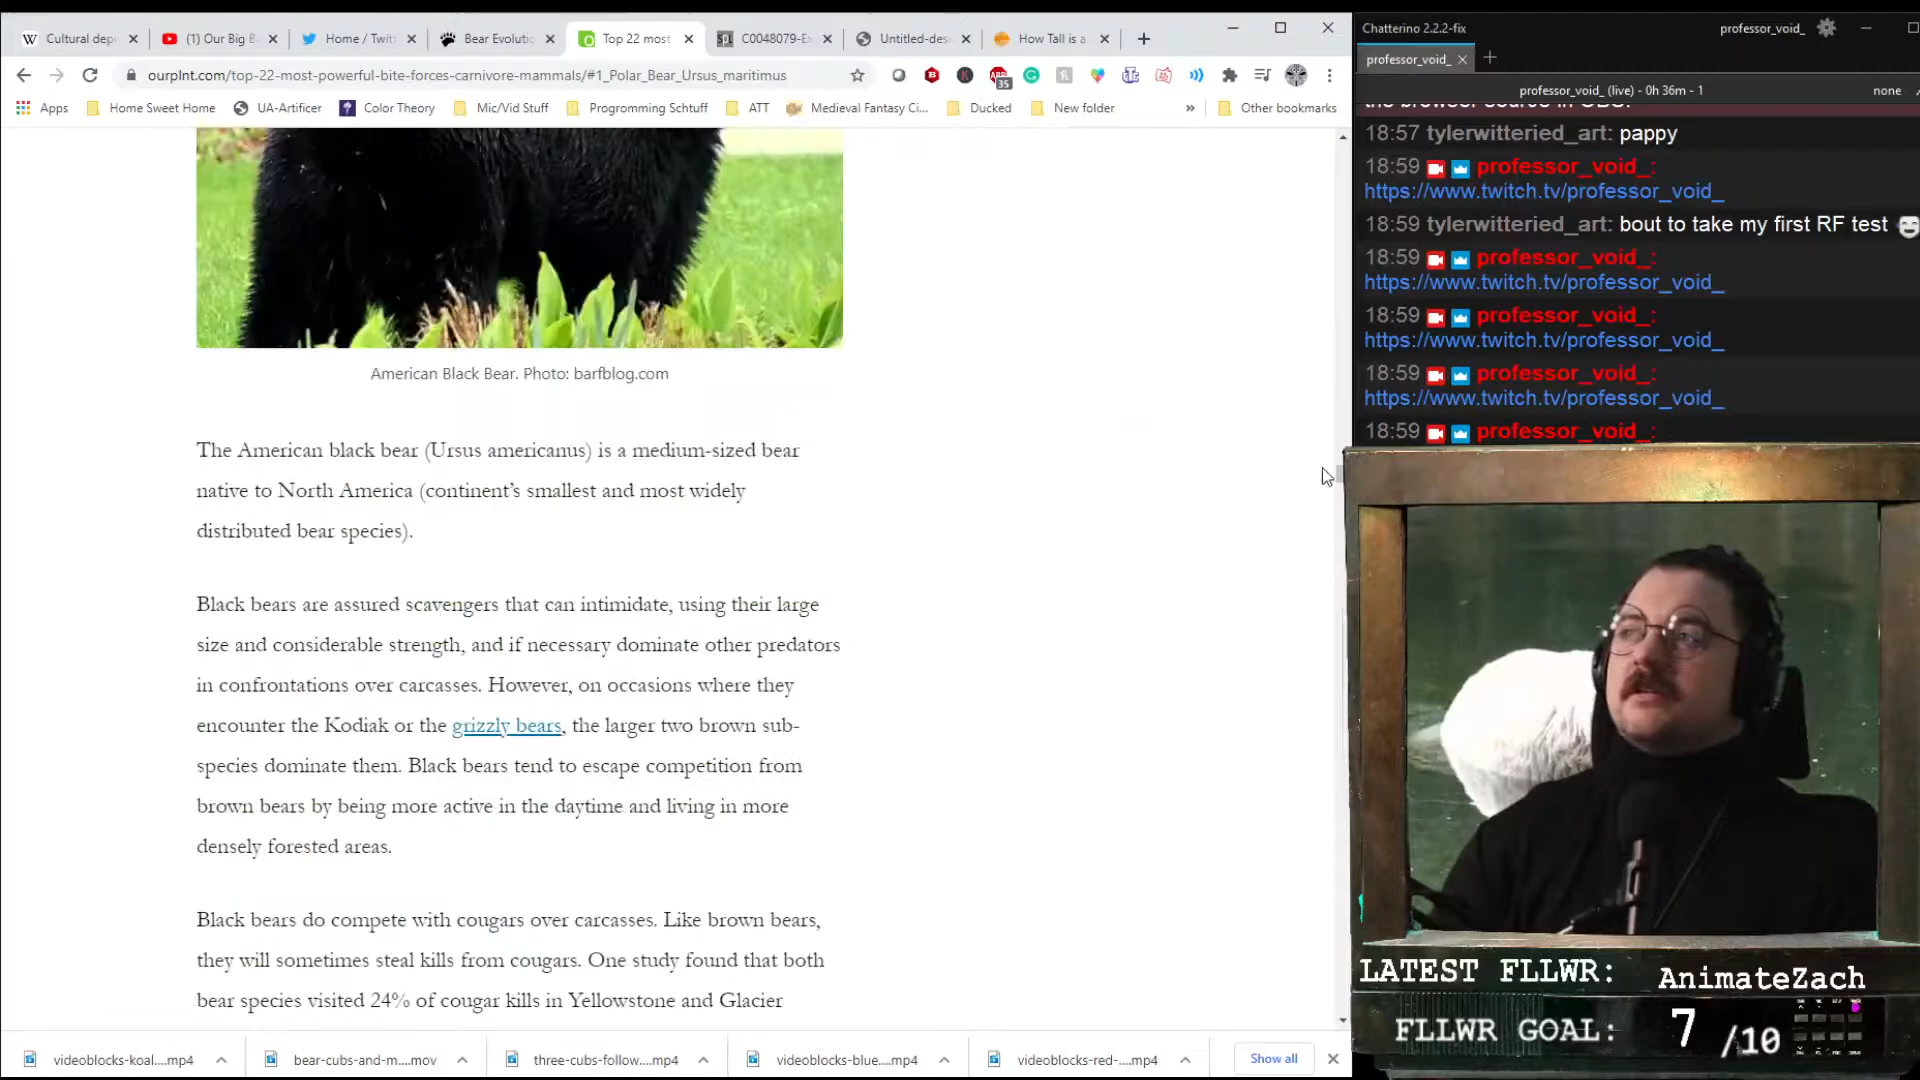 Cultural dep
(1) Our Big B
Home / Twit
Bear Evoluti
Top 22 most
C0048079-E
Untitled-des
How Tall is a
ourplnt.com/top-22-most-powerful-bite-forces-carnivore-mammals/#1_Polar_Bear_Ursus_maritimus
35
Apps
Home Sweet Home
UA-Artificer
Color Theory
Mic/Vid Stuff
Programming Schtuff
ATT
Medieval Fantasy Ci...
Ducked
New folder
»
Other bookmarks
American Black Bear. Photo: barfblog.com
The American black bear (Ursus americanus) is a medium-sized bear
native to North America (continent’s smallest and most widely
distributed bear species).
Black bears are assured scavengers that can intimidate, using their large
size and considerable strength, and if necessary dominate other predators
in confrontations over carcasses. However, on occasions where they
encounter the Kodiak or the grizzly bears, the larger two brown sub-
species dominate them. Black bears tend to escape competition from
brown bears by being more active in the daytime and living in more
densely forested areas.
Black bears do compete with cougars over carcasses. Like brown bears,
they will sometimes steal kills from cougars. One study found that both
bear species visited 24% of cougar kills in Yellowstone and Glacier
videoblocks-koal....mp4
bear-cubs-and-m....mov
three-cubs-follow....mp4
videoblocks-blue....mp4
videoblocks-red-....mp4
Show all
Chatterino 2.2.2-fix
professor_void_
professor_void_
professor_void_ (live) - 0h 36m - 1
none
the browser source in OBS.
18:57 tylerwitteried_art: pappy
18:59 professor_void_:
https://www.twitch.tv/professor_void_
18:59 tylerwitteried_art: bout to take my first RF test
18:59 professor_void_:
https://www.twitch.tv/professor_void_
18:59 professor_void_:
https://www.twitch.tv/professor_void_
18:59 professor_void_:
https://www.twitch.tv/professor_void_
18:59 professor_void_:
LATEST FLLWR: AnimateZach
FLLWR GOAL: 7 /10